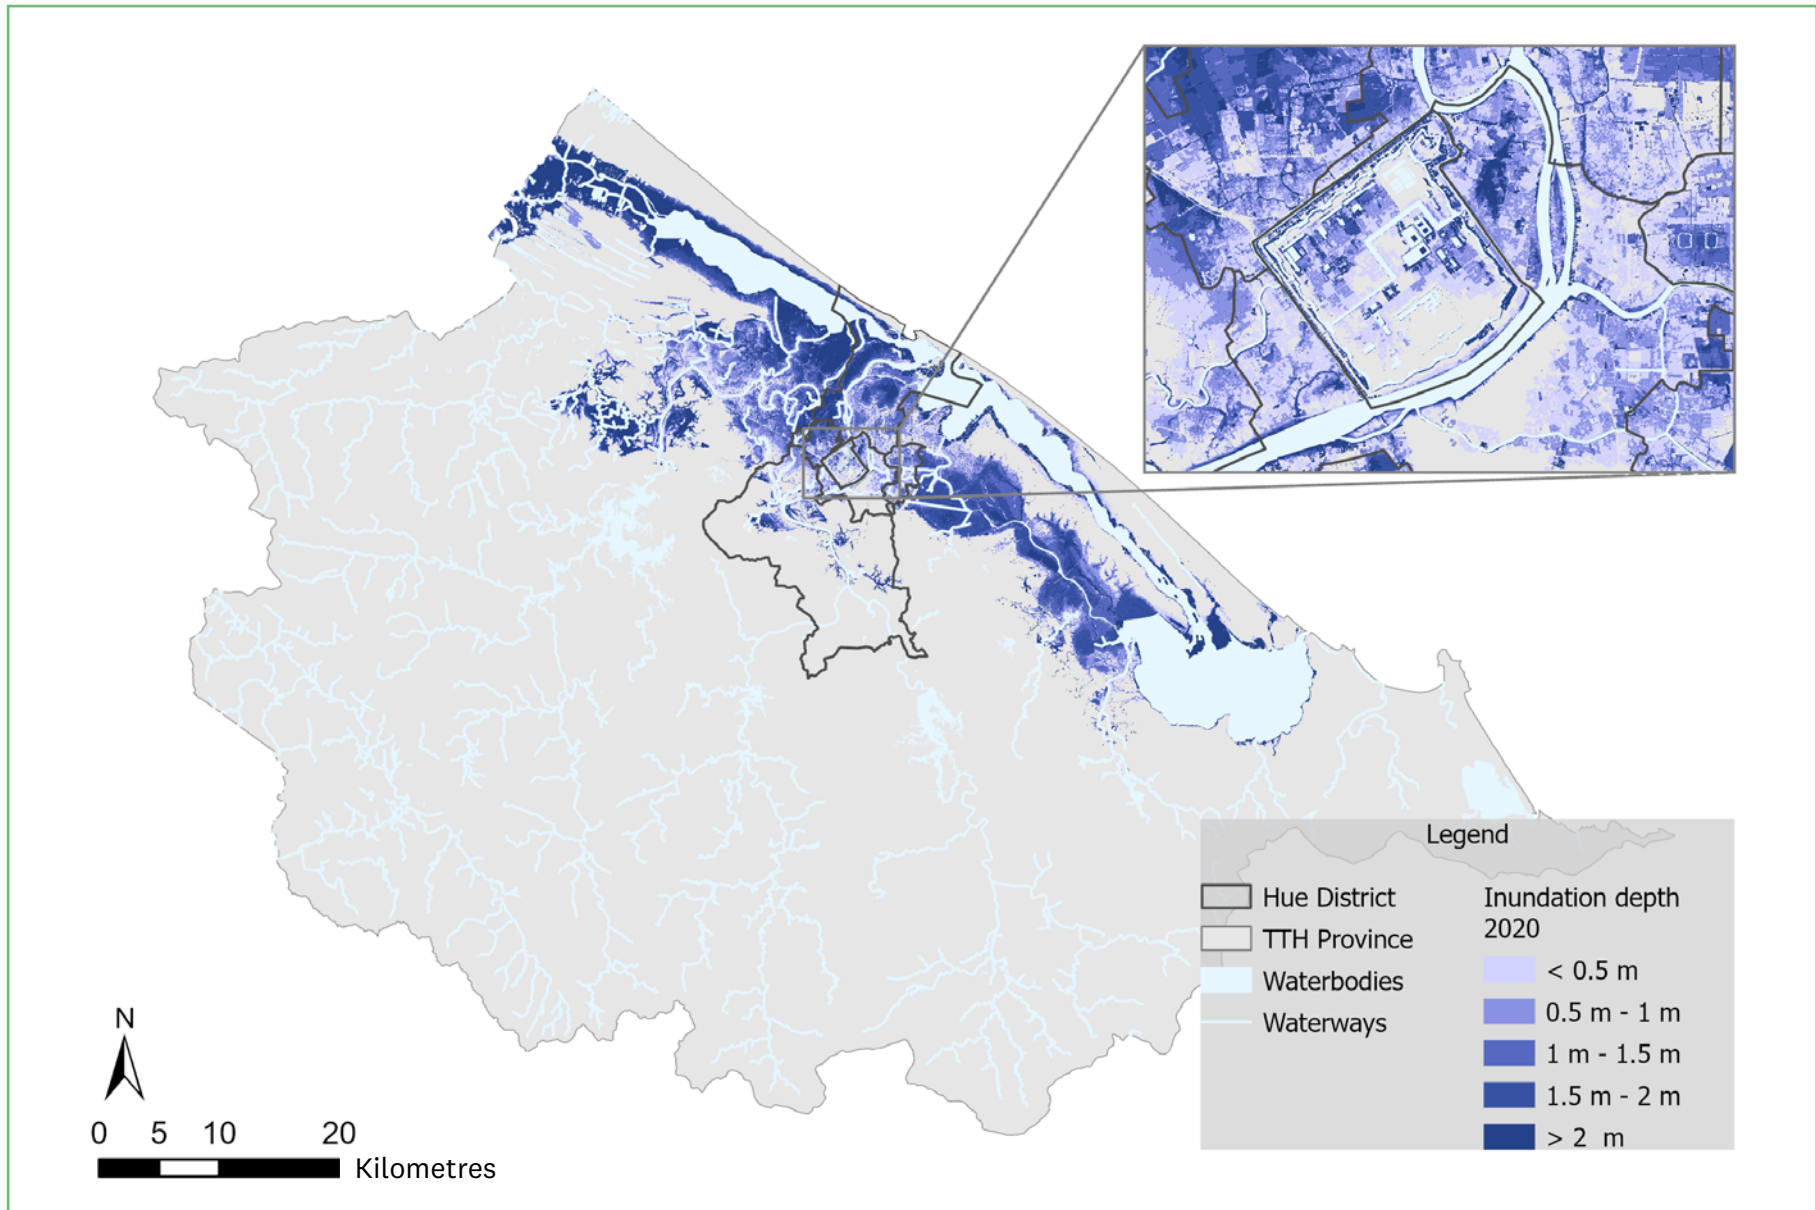 Legend
Hue District
TTH Province
Waterbodies
Waterways
Inundation depth
2020
< 0.5 m
0.5 m - 1 m
1 m - 1.5 m
1.5 m - 2 m
> 2 m
N
0 5 10 20
Kilometres